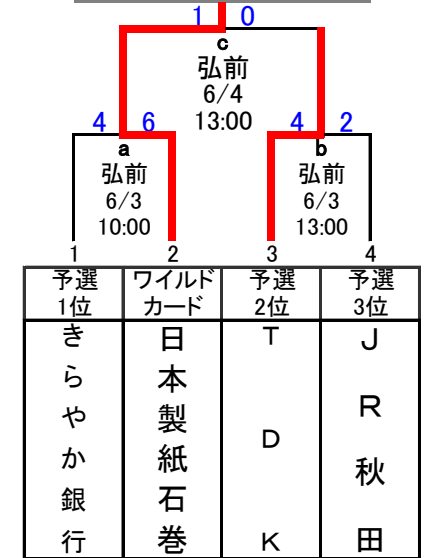 1 0
c
弘前
6/4
13:00
4 6
4 2
a
弘前
6/3
10:00
b
弘前
6/3
13:00
1 2 3 4
予選1位
ワイルドカード
予選2位
予選3位
きらやか銀行
日本製紙石巻
TDK
JR秋田